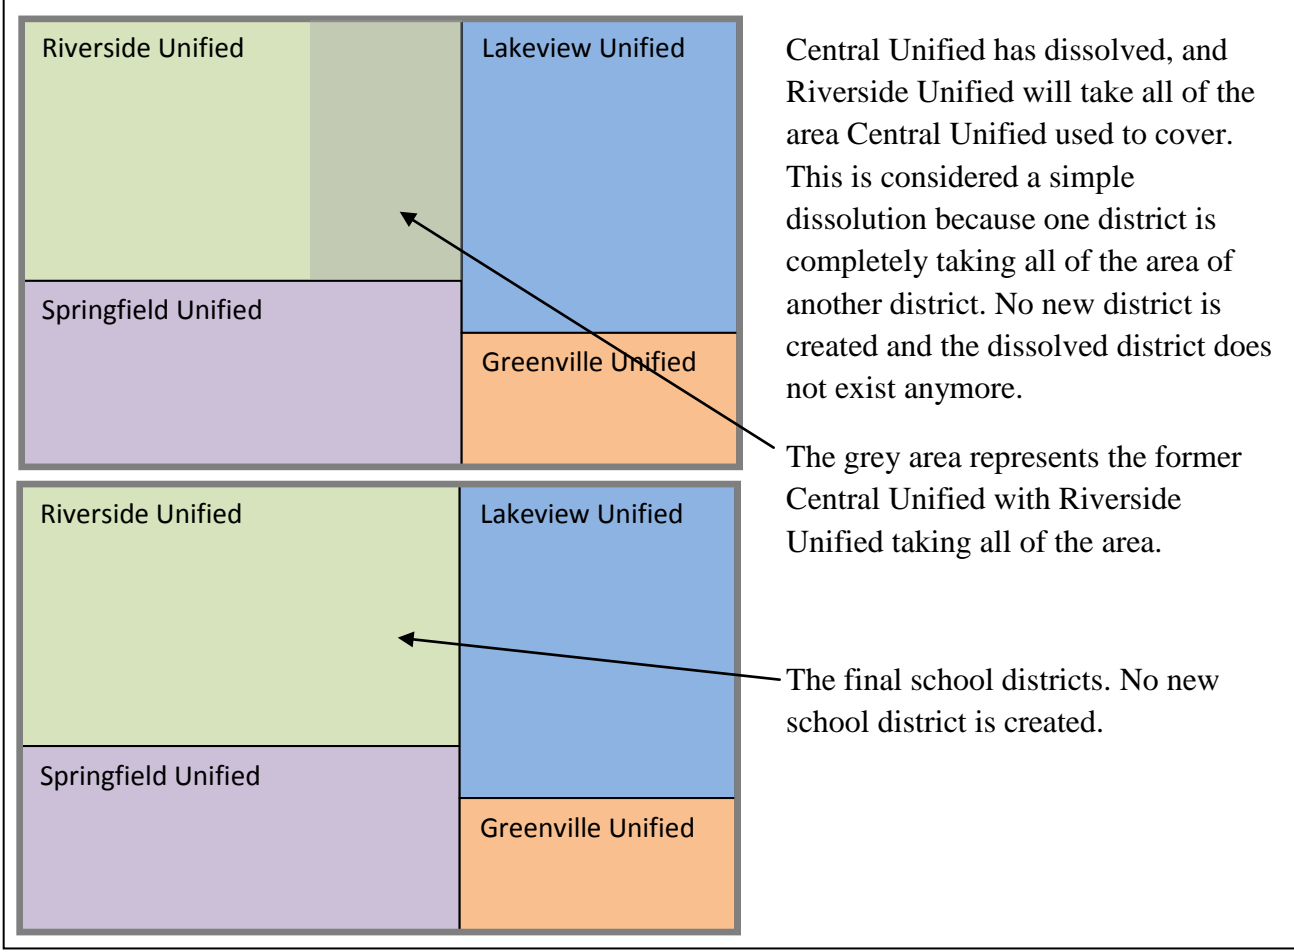 Riverside Unified
Lakeview Unified
Springfield Unified
Greenville Unified
Central Unified has dissolved, and
Riverside Unified will take all of the
area Central Unified used to cover.
This is considered a simple
dissolution because one district is
completely taking all of the area of
another district. No new district is
created and the dissolved district does
not exist anymore.
The grey area represents the former
Central Unified with Riverside
Unified taking all of the area.
Riverside Unified
Lakeview Unified
Springfield Unified
Greenville Unified
The final school districts. No new
school district is created.